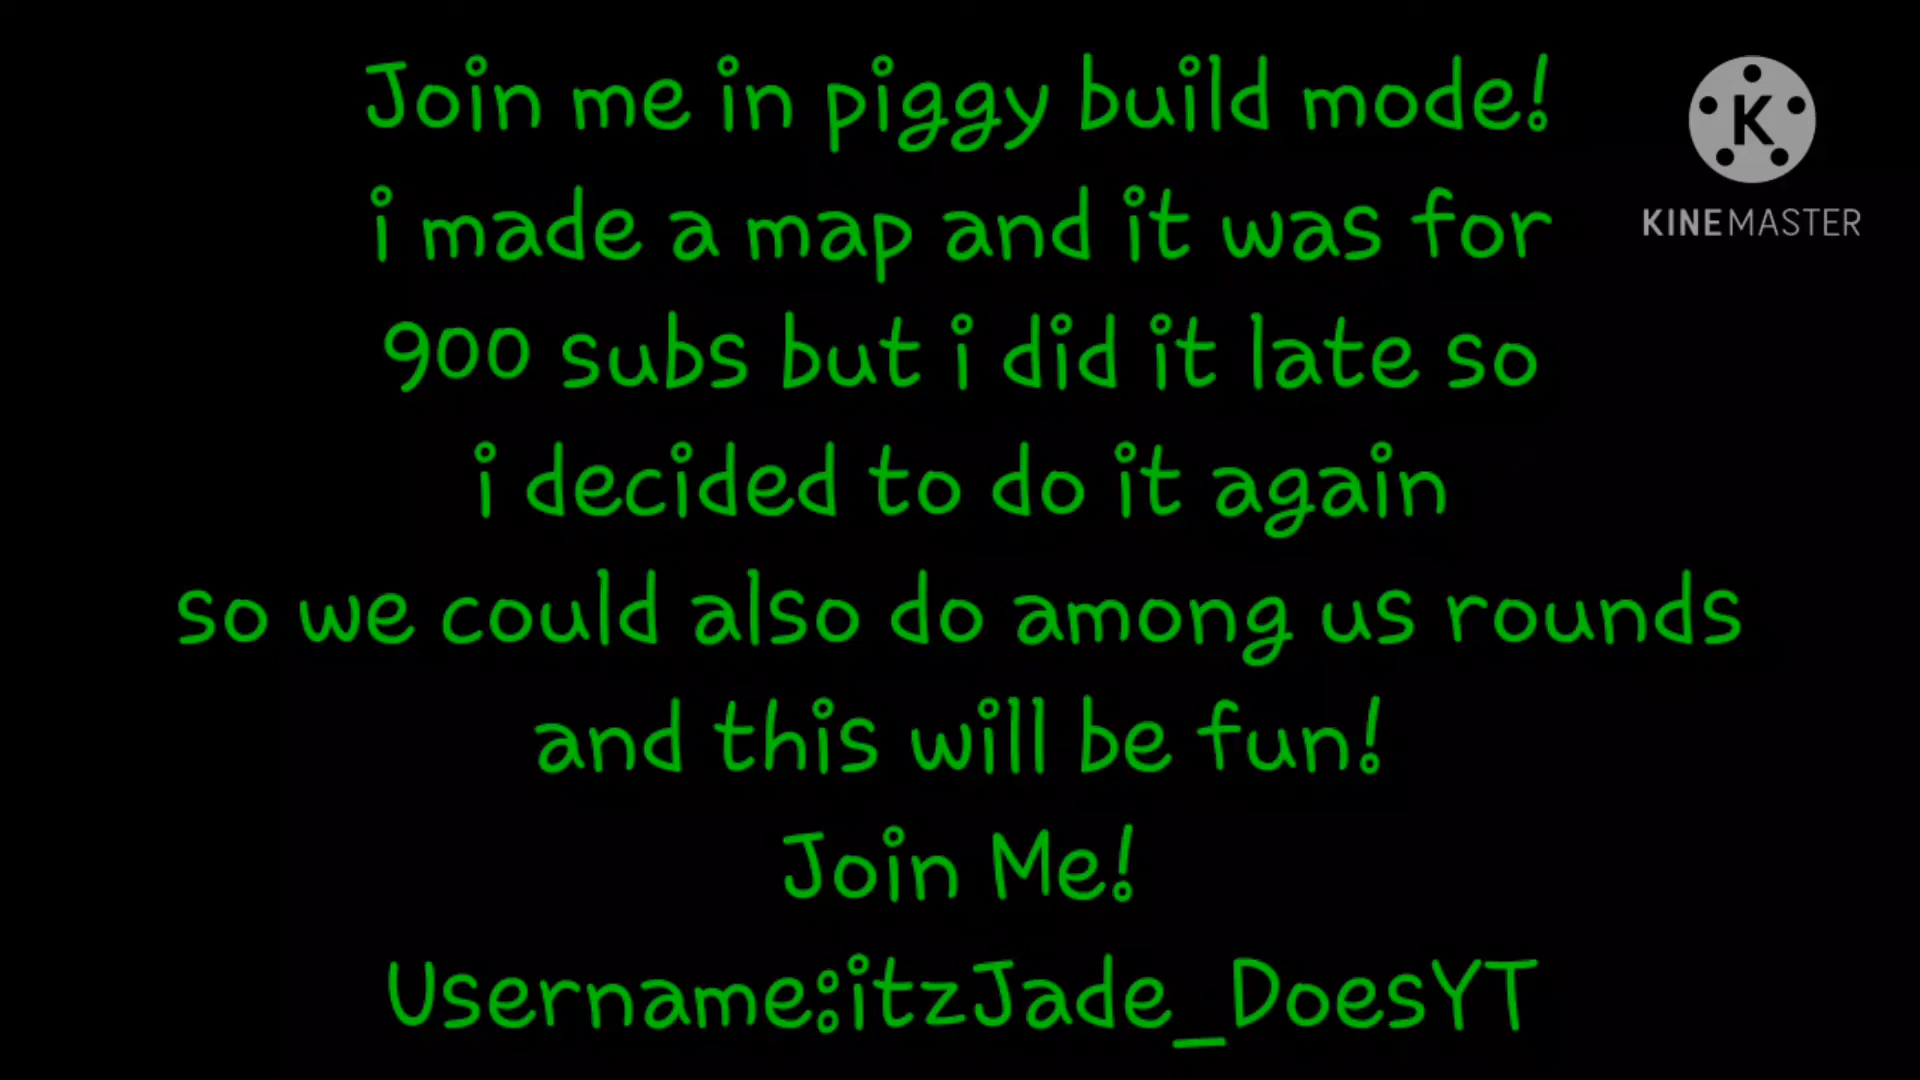 Join me in piggy build mode!
i made a map and it was for
900 subs but i did it late so
i decided to do it again
so we could also do among us rounds
and this will be fun!
Join Me!
Username:itzJade_DoesYT
K
KINEMASTER